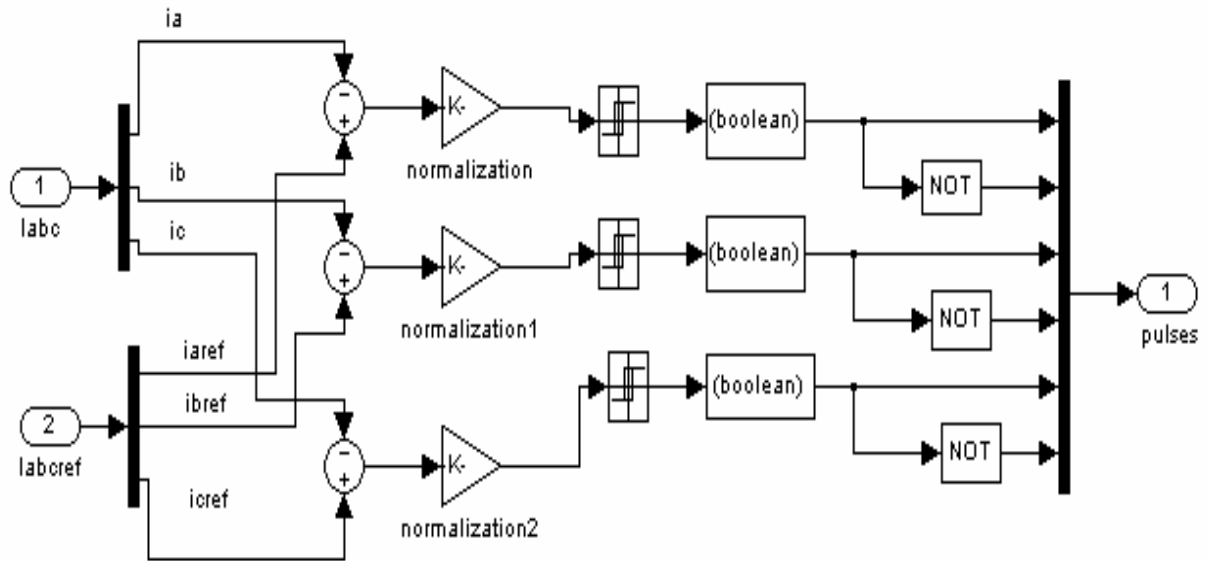 ia
K-
normalization
(boolean)
NOT
1
Iabc
ib
ic
K-
normalization1
(boolean)
NOT
1
pulses
iaref
ibref
2
Iabcref
icref
K-
normalization2
(boolean)
NOT